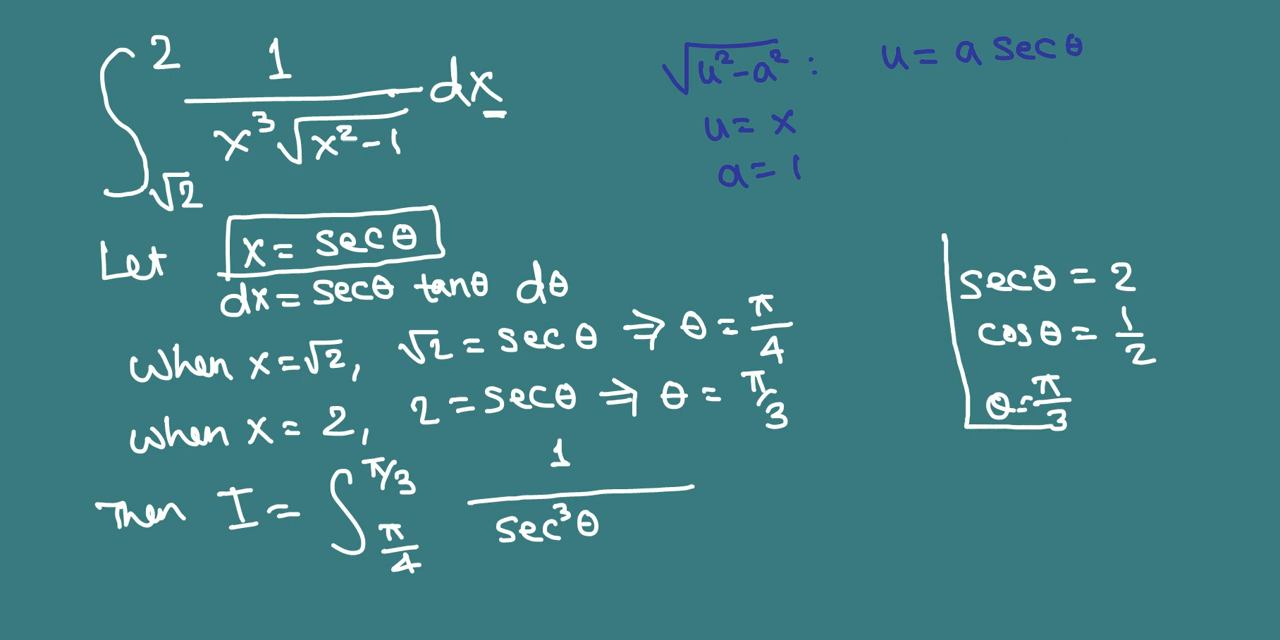 ∫_{√2}^{2} 1/(x³√(x²-1)) dx
√(u²-a²) : u = a secθ
u = x
a = 1
Let x = secθ
dx = secθ tanθ dθ
when x=√2, √2 = secθ ⇒ θ = π/4
when x = 2, 2 = secθ ⇒ θ = π/3
Then I = ∫_{π/4}^{π/3} 1/(sec³θ)
secθ = 2
cosθ = 1/2
θ = π/3